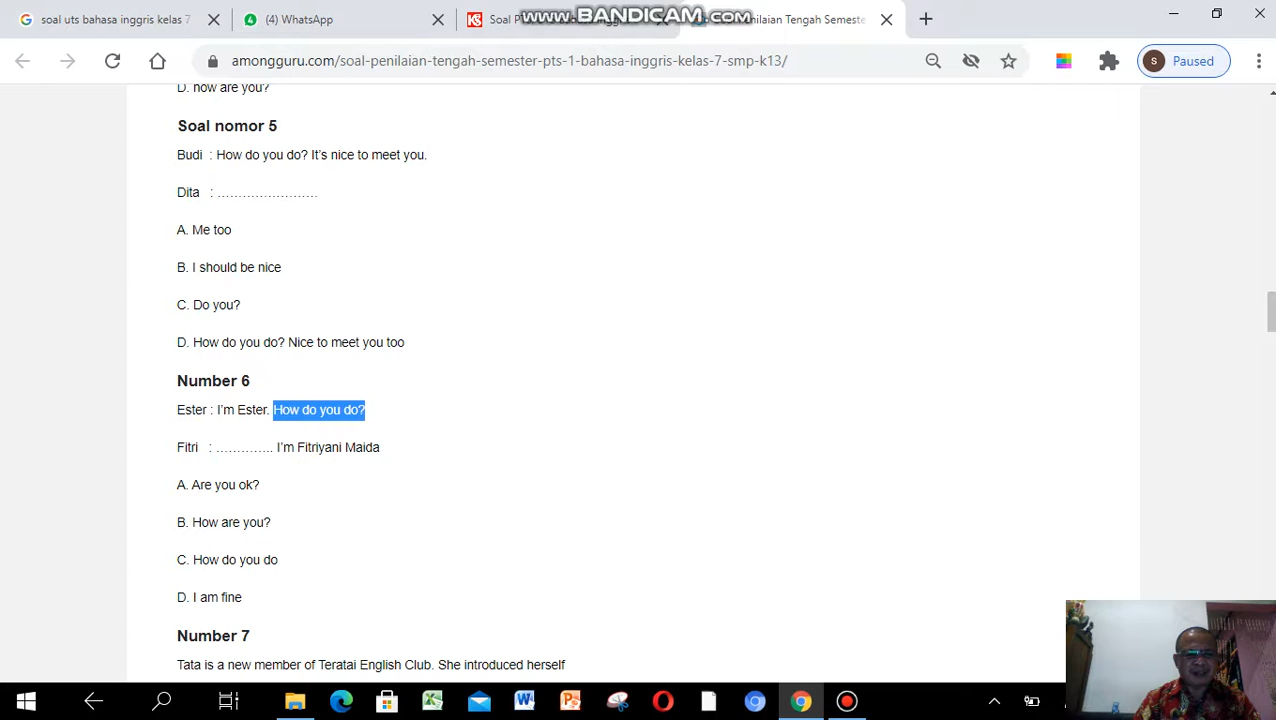 soal uts bahasa inggris kelas 7
(4) WhatsApp
www.BANDICAM.com
amongguru.com/soal-penilaian-tengah-semester-pts-1-bahasa-inggris-kelas-7-smp-k13/
S Paused
D. how are you?
Soal nomor 5
Budi : How do you do? It’s nice to meet you.
Dita : …………………….
A. Me too
B. I should be nice
C. Do you?
D. How do you do? Nice to meet you too
Number 6
Ester : I’m Ester. How do you do?
Fitri : ………….. I’m Fitriyani Maida
A. Are you ok?
B. How are you?
C. How do you do
D. I am fine
Number 7
Tata is a new member of Teratai English Club. She introduced herself